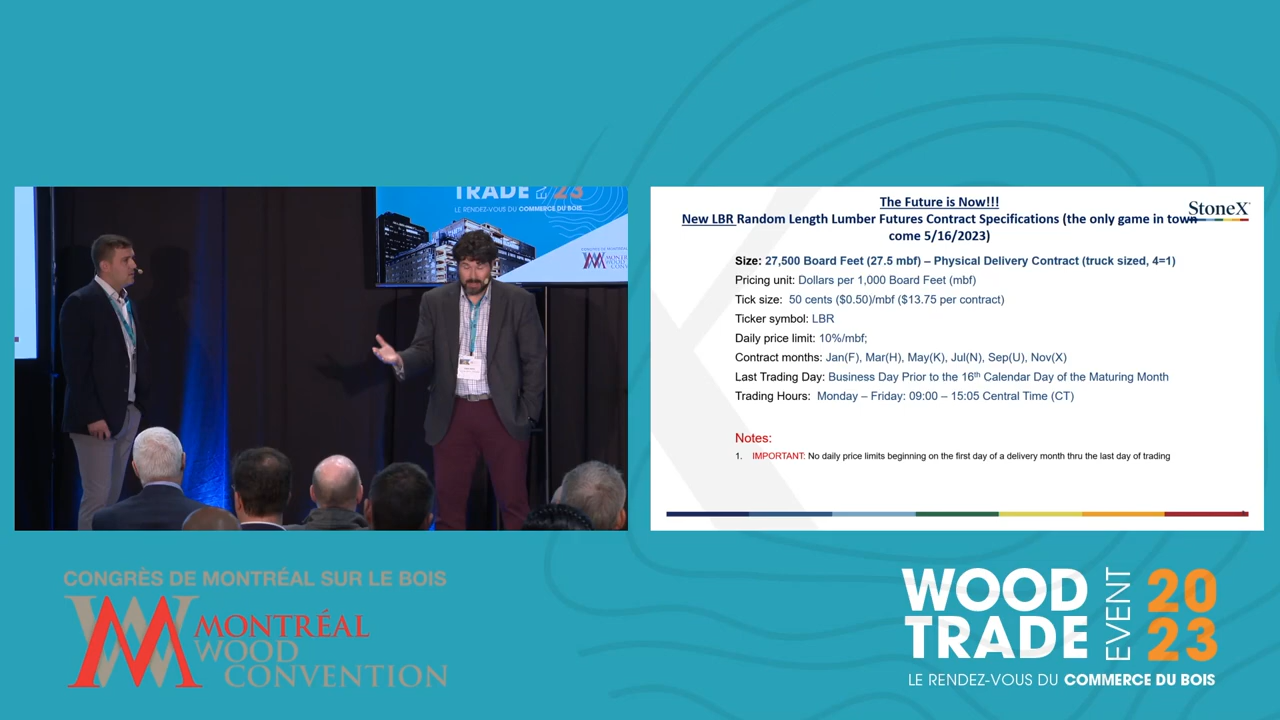 TRADE
23
LE RENDEZ-VOUS DU COMMERCE DU BOIS
The Future is Now!!!
New LBR Random Length Lumber Futures Contract Specifications (the only game in town
come 5/16/2023)
StoneX
Size: 27,500 Board Feet (27.5 mbf) – Physical Delivery Contract (truck sized, 4=1)
Pricing unit: Dollars per 1,000 Board Feet (mbf)
Tick size: 50 cents ($0.50)/mbf ($13.75 per contract)
Ticker symbol: LBR
Daily price limit: 10%/mbf;
Contract months: Jan(F), Mar(H), May(K), Jul(N), Sep(U), Nov(X)
Last Trading Day: Business Day Prior to the 16th Calendar Day of the Maturing Month
Trading Hours: Monday – Friday: 09:00 – 15:05 Central Time (CT)
Notes:
1. IMPORTANT: No daily price limits beginning on the first day of a delivery month thru the last day of trading
CONGRÈS DE MONTRÉAL SUR LE BOIS
MONTRÉAL
WOOD
CONVENTION
WOOD
TRADE
EVENT
20
23
LE RENDEZ-VOUS DU COMMERCE DU BOIS